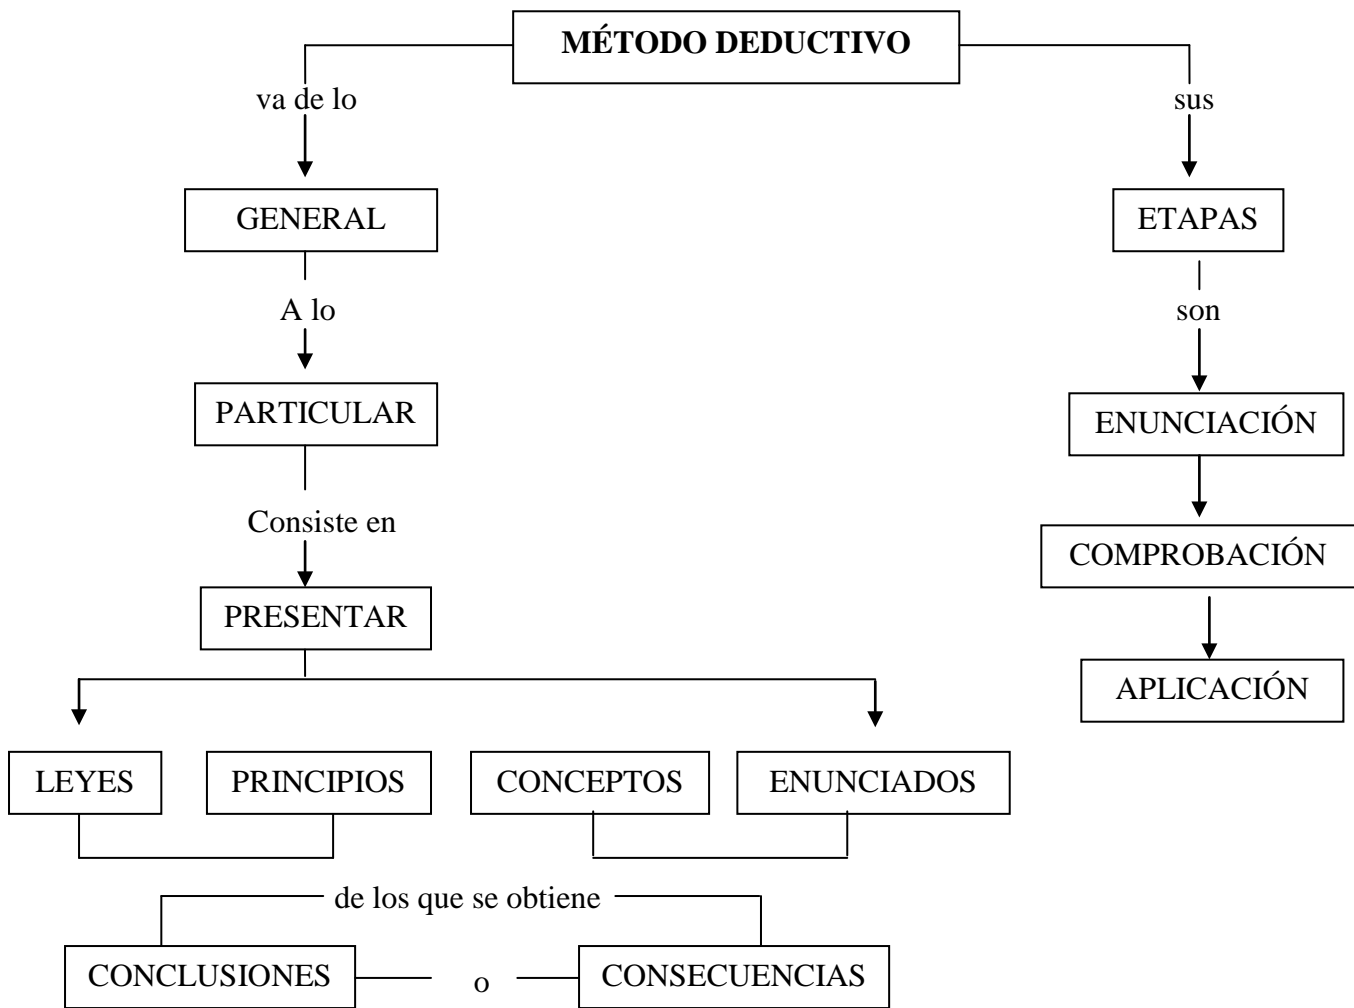 MÉTODO DEDUCTIVO
va de lo
sus
GENERAL
ETAPAS
A lo
son
PARTICULAR
ENUNCIACIÓN
Consiste en
COMPROBACIÓN
PRESENTAR
APLICACIÓN
LEYES
PRINCIPIOS
CONCEPTOS
ENUNCIADOS
de los que se obtiene
CONCLUSIONES
o
CONSECUENCIAS